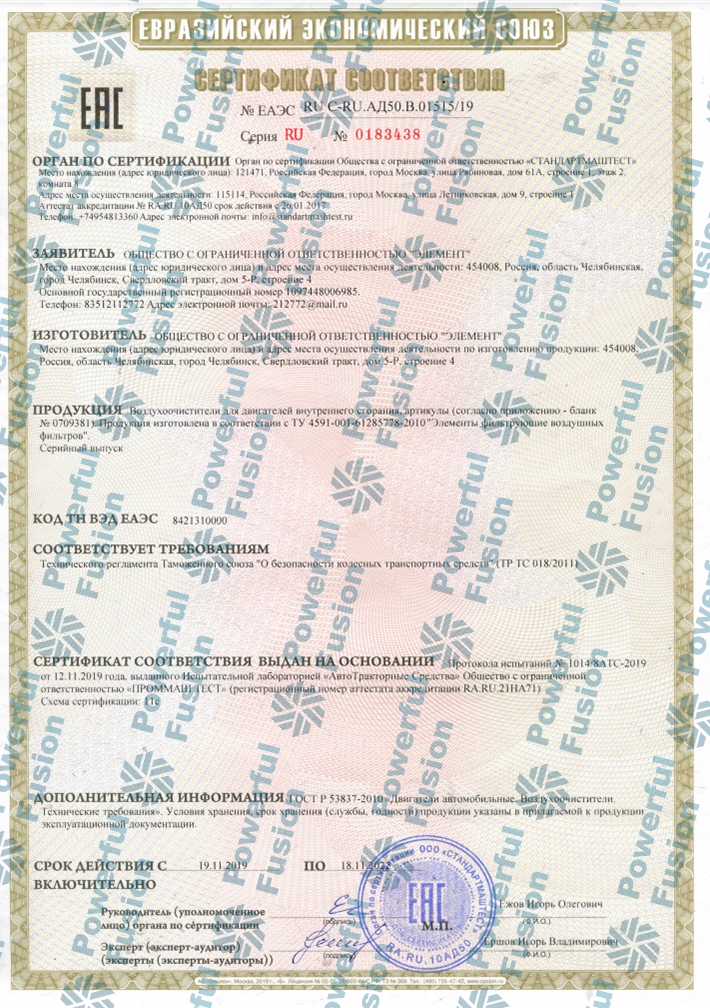 ЕВРАЗИЙСКИЙ ЭКОНОМИЧЕСКИЙ СОЮЗ
СЕРТИФИКАТ СООТВЕТСТВИЯ
ЕАС
№ ЕАЭС RU C-RU.АД50.В.01515/19
Серия RU № 0183438
ОРГАН ПО СЕРТИФИКАЦИИ Орган по сертификации Общества с ограниченной ответственностью «СТАНДАРТМАШТЕСТ»
Место нахождения (адрес юридического лица): 121471, Российская Федерация, город Москва, улица Рябиновая, дом 61А, строение 1, этаж 2,
комната 8
Адрес места осуществления деятельности: 115114, Российская Федерация, город Москва, улица Летниковская, дом 9, строение 1
Аттестат аккредитации № RA.RU.10АД50 срок действия с 26.01.2017
Телефон: +74954813360 Адрес электронной почты: info@standartmashtest.ru
ЗАЯВИТЕЛЬ ОБЩЕСТВО С ОГРАНИЧЕННОЙ ОТВЕТСТВЕННОСТЬЮ "ЭЛЕМЕНТ"
Место нахождения (адрес юридического лица) и адрес места осуществления деятельности: 454008, Россия, область Челябинская,
город Челябинск, Свердловский тракт, дом 5-Р, строение 4
Основной государственный регистрационный номер 1097448006985.
Телефон: 83512112772 Адрес электронной почты: 212772@mail.ru
ИЗГОТОВИТЕЛЬ ОБЩЕСТВО С ОГРАНИЧЕННОЙ ОТВЕТСТВЕННОСТЬЮ "ЭЛЕМЕНТ"
Место нахождения (адрес юридического лица) и адрес места осуществления деятельности по изготовлению продукции: 454008,
Россия, область Челябинская, город Челябинск, Свердловский тракт, дом 5-Р, строение 4
ПРОДУКЦИЯ Воздухоочистители для двигателей внутреннего сгорания, артикулы (согласно приложению - бланк
№ 0709381). Продукция изготовлена в соответствии с ТУ 4591-001-61285778-2010 "Элементы фильтрующие воздушных
фильтров".
Серийный выпуск
КОД ТН ВЭД ЕАЭС 8421310000
СООТВЕТСТВУЕТ ТРЕБОВАНИЯМ
Технического регламента Таможенного союза "О безопасности колесных транспортных средств" (ТР ТС 018/2011)
СЕРТИФИКАТ СООТВЕТСТВИЯ ВЫДАН НА ОСНОВАНИИ Протокола испытаний № 1014/8АТС-2019
от 12.11.2019 года, выданного Испытательной лабораторией «АвтоТракторные Средства» Общество с ограниченной
ответственностью «ПРОММАШ ТЕСТ» (регистрационный номер аттестата аккредитации RA.RU.21НА71)
Схема сертификации: 11с
ДОПОЛНИТЕЛЬНАЯ ИНФОРМАЦИЯ ГОСТ Р 53837-2010 «Двигатели автомобильные. Воздухоочистители.
Технические требования». Условия хранения, срок хранения (службы, годности) продукции указаны в прилагаемой к продукции
эксплуатационной документации.
СРОК ДЕЙСТВИЯ С 19.11.2019 ПО 18.11.2022
ВКЛЮЧИТЕЛЬНО
Руководитель (уполномоченное
лицо) органа по сертификации
(подпись)
М.П.
Ежов Игорь Олегович
(Ф.И.О.)
Эксперт (эксперт-аудитор)
(эксперты (эксперты-аудиторы))
(подпись)
Ершов Игорь Владимирович
(Ф.И.О.)
Орган по сертификации ООО «СТАНДАРТМАШТЕСТ»
ЕАС
RA.RU.10АД50
Powerful Fusion